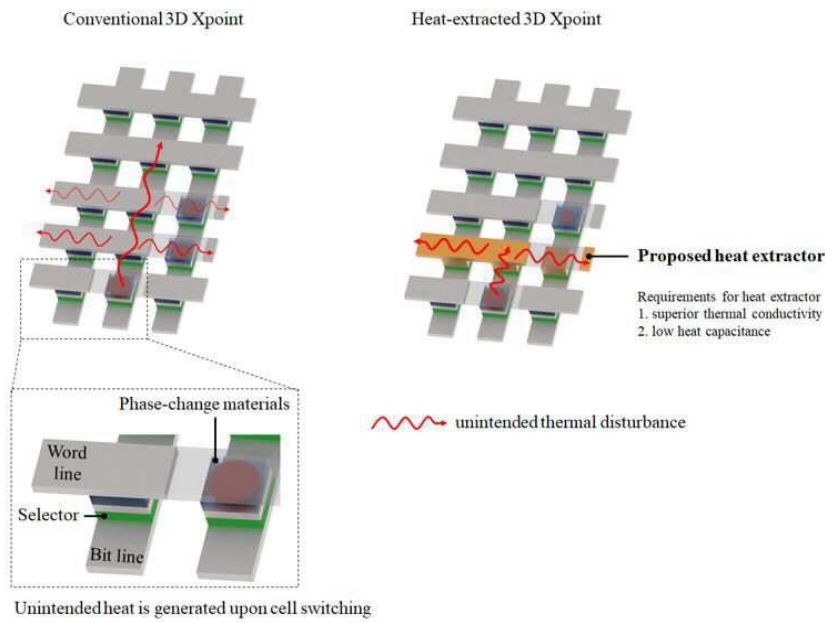 Conventional 3D Xpoint
Heat-extracted 3D Xpoint
Proposed heat extractor
Requirements for heat extractor
1. superior thermal conductivity
2. low heat capacitance
unintended thermal disturbance
Phase-change materials
Word
line
Selector
Bit line
Unintended heat is generated upon cell switching